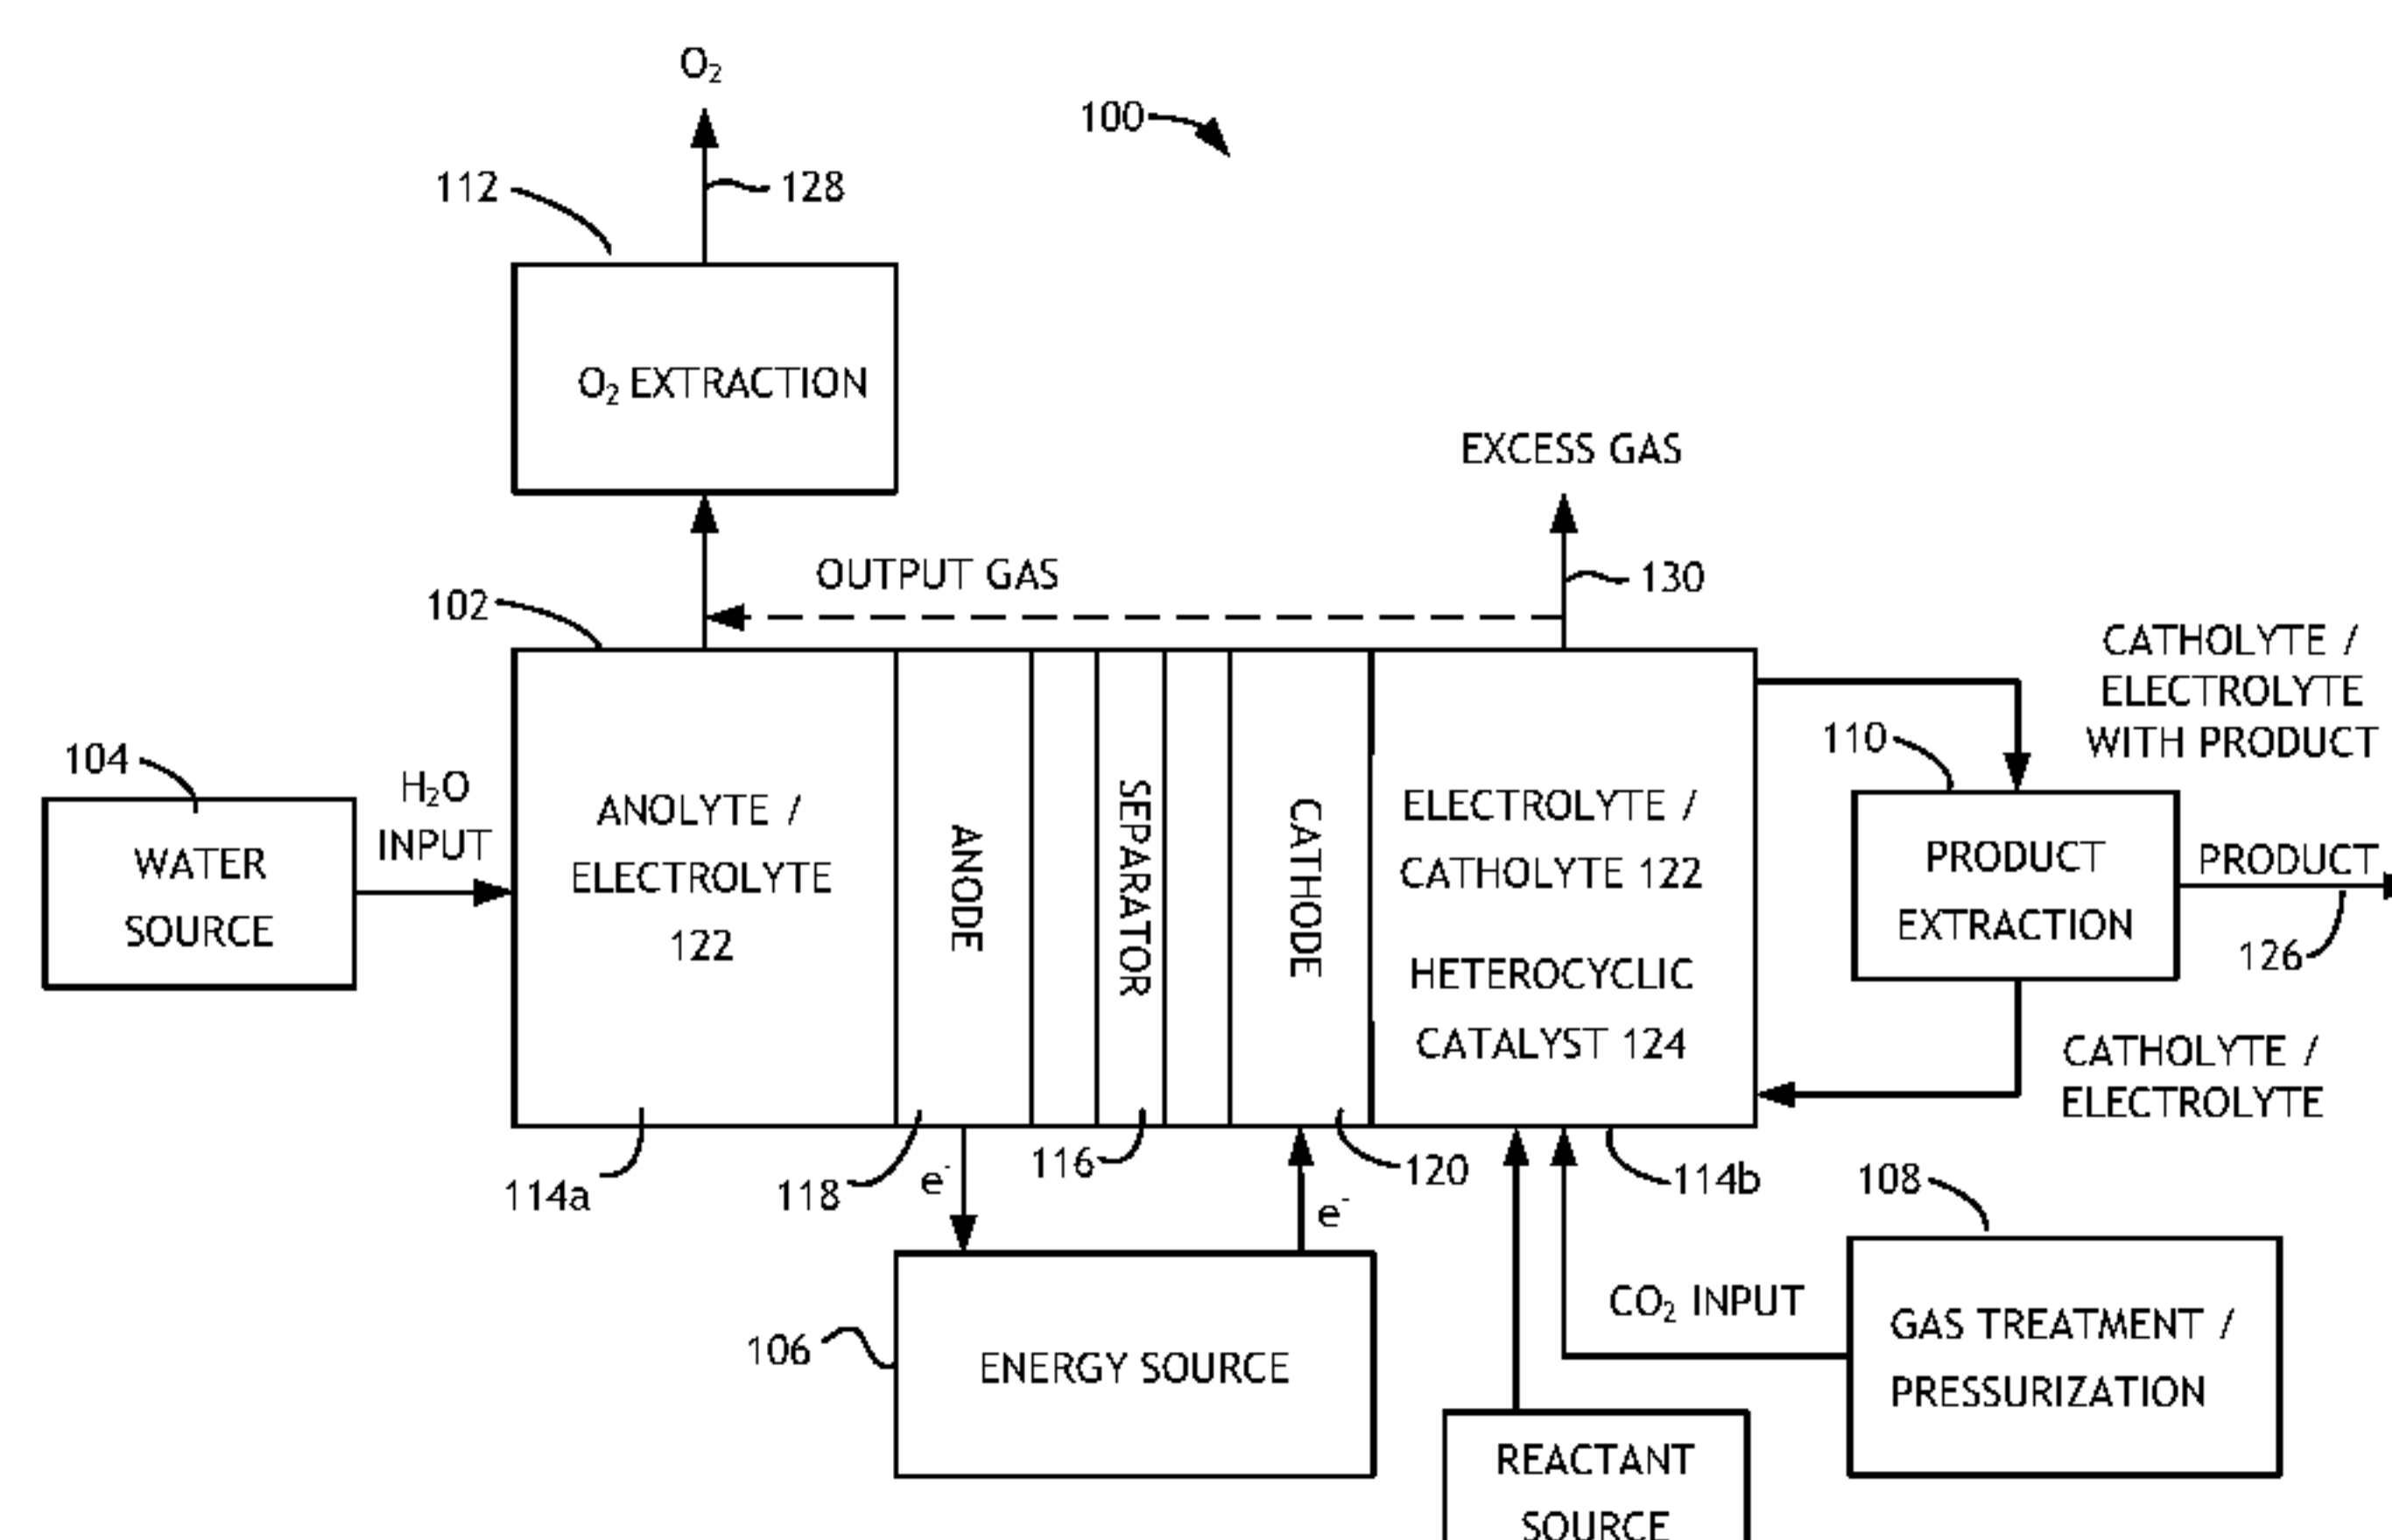 O₂
100
112
128
O₂ EXTRACTION
EXCESS GAS
OUTPUT GAS
130
102
CATHOLYTE /
ELECTROLYTE
WITH PRODUCT
110
104
H₂O
INPUT
WATER
SOURCE
ANOLYTE /
ELECTROLYTE
122
ANODE
SEPARATOR
CATHODE
ELECTROLYTE /
CATHOLYTE 122
HETEROCYCLIC
CATALYST 124
PRODUCT
EXTRACTION
PRODUCT
126
CATHOLYTE /
ELECTROLYTE
114a
118
e⁻
116
e⁻
120
114b
108
106
ENERGY SOURCE
CO₂ INPUT
GAS TREATMENT /
PRESSURIZATION
REACTANT
SOURCE